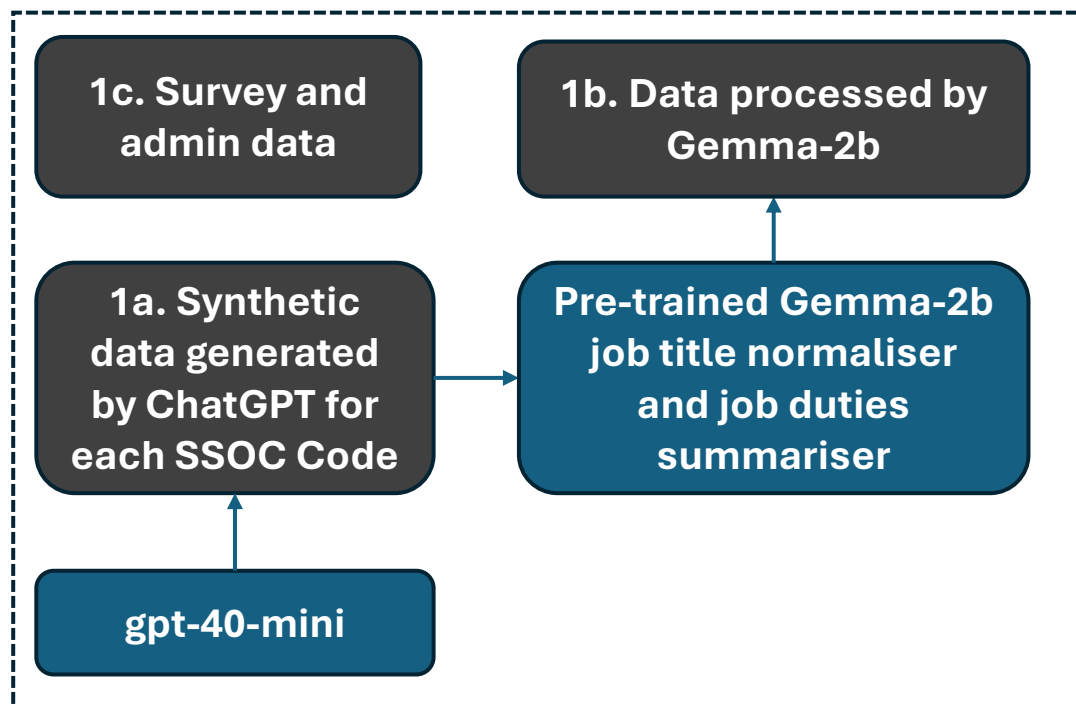 1c. Survey and
admin data
1b. Data processed by
Gemma-2b
1a. Synthetic
data generated
by ChatGPT for
each SSOC Code
Pre-trained Gemma-2b
job title normaliser
and job duties
summariser
gpt-40-mini